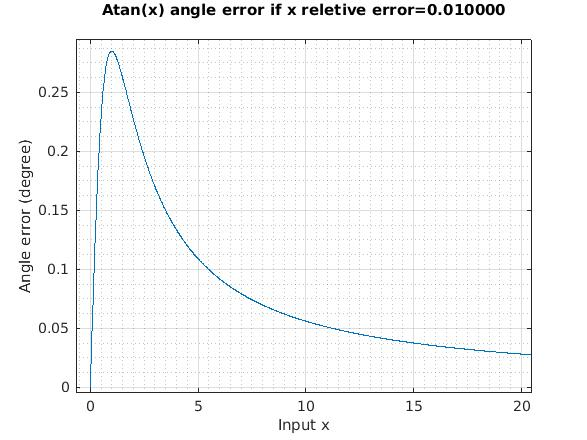 Atan(x) angle error if x reletive error=0.010000
0.25
0.2
0.15
0.1
0.05
0
Angle error (degree)
0 5 10 15 20
Input x